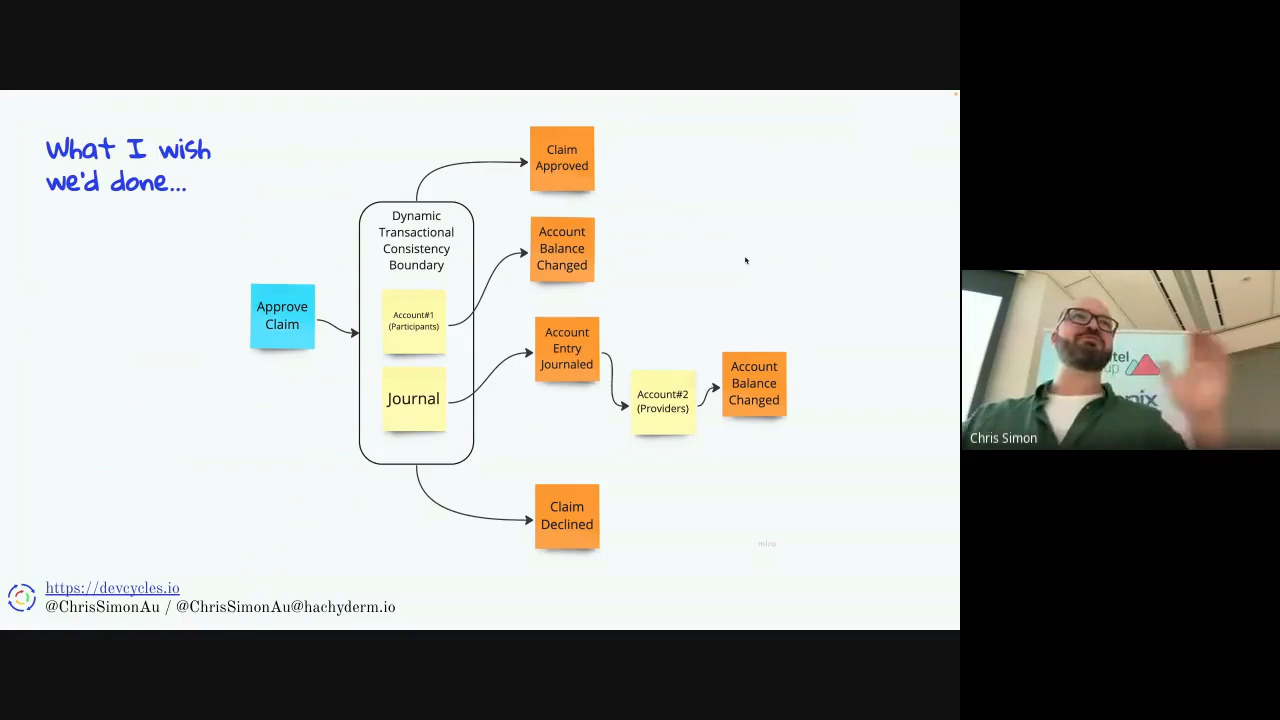 What I wish
we'd done...
Claim
Approved
Dynamic
Transactional
Consistency
Boundary
Account
Balance
Changed
Approve
Claim
Account#1
(Participants)
Account
Entry
Journaled
Journal
Account#2
(Providers)
Account
Balance
Changed
Claim
Declined
miro
https://devcycles.io
@ChrisSimonAu / @ChrisSimonAu@hachyderm.io
Chris Simon